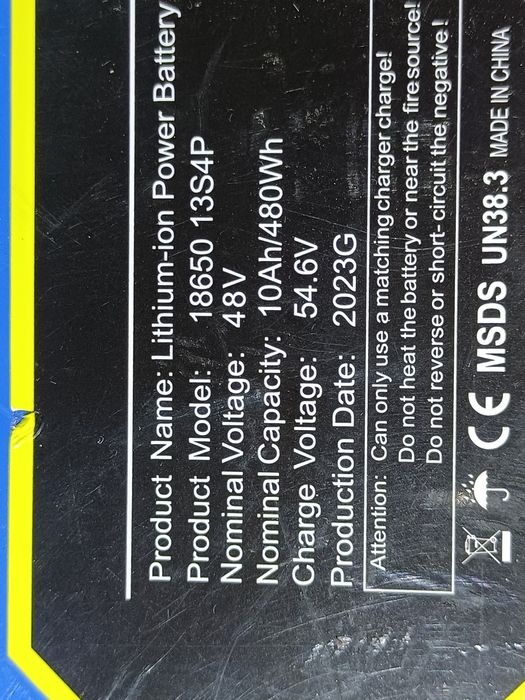 Product Name: Lithium-ion Power Battery
Product Model: 18650 13S4P
Nominal Voltage: 48V
Nominal Capacity: 10Ah/480Wh
Charge Voltage: 54.6V
Production Date: 2023G
Attention: Can only use a matching charger charge!
Do not heat the battery or near the fire source!
Do not reverse or short-circuit the negative!
CE MSDS UN38.3 MADE IN CHINA